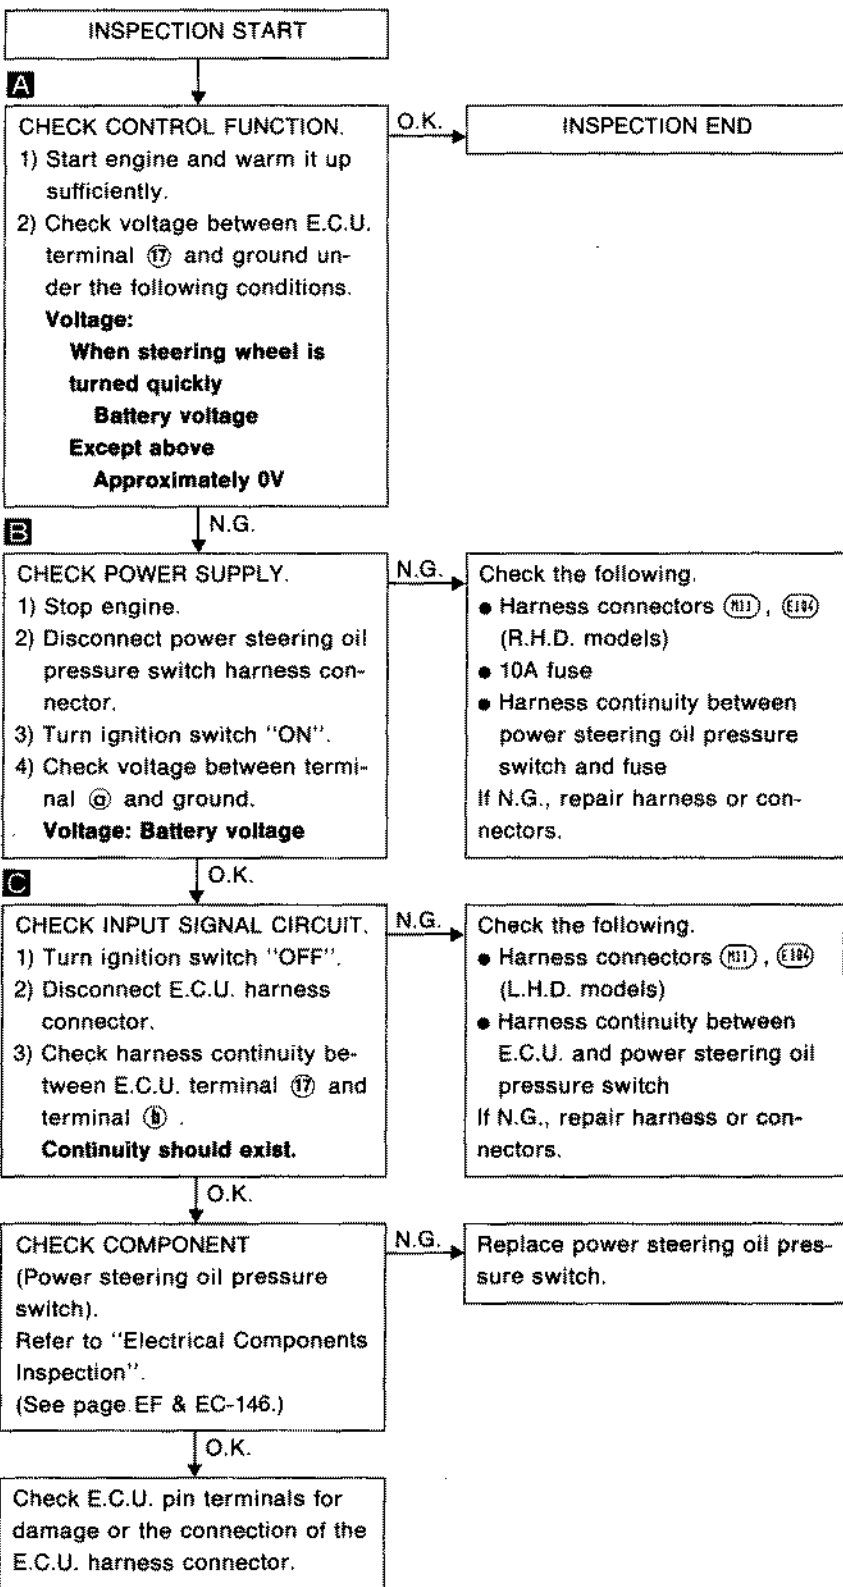 INSPECTION START
A
CHECK CONTROL FUNCTION.
1) Start engine and warm it up
sufficiently.
2) Check voltage between E.C.U.
terminal ⑰ and ground un-
der the following conditions.
Voltage:
When steering wheel is
turned quickly
Battery voltage
Except above
Approximately 0V
O.K.
INSPECTION END
N.G.
B
CHECK POWER SUPPLY.
1) Stop engine.
2) Disconnect power steering oil
pressure switch harness con-
nector.
3) Turn ignition switch "ON".
4) Check voltage between termi-
nal ⓐ and ground.
Voltage: Battery voltage
N.G.
Check the following.
● Harness connectors (M11), (E104)
(R.H.D. models)
● 10A fuse
● Harness continuity between
power steering oil pressure
switch and fuse
If N.G., repair harness or con-
nectors.
O.K.
C
CHECK INPUT SIGNAL CIRCUIT.
1) Turn ignition switch "OFF".
2) Disconnect E.C.U. harness
connector.
3) Check harness continuity be-
tween E.C.U. terminal ⑰ and
terminal ⓑ .
Continuity should exist.
N.G.
Check the following.
● Harness connectors (M11), (E104)
(L.H.D. models)
● Harness continuity between
E.C.U. and power steering oil
pressure switch
If N.G., repair harness or con-
nectors.
O.K.
CHECK COMPONENT
(Power steering oil pressure
switch).
Refer to "Electrical Components
Inspection".
(See page EF & EC-146.)
N.G.
Replace power steering oil pres-
sure switch.
O.K.
Check E.C.U. pin terminals for
damage or the connection of the
E.C.U. harness connector.